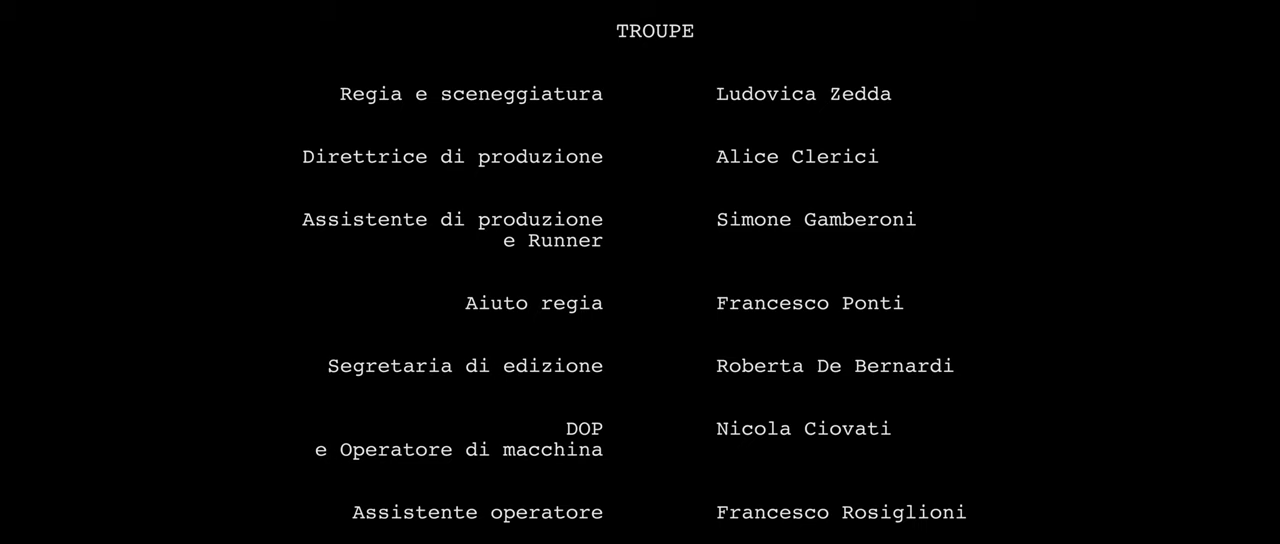 TROUPE
Regia e sceneggiatura Ludovica Zedda
Direttrice di produzione Alice Clerici
Assistente di produzione Simone Gamberoni
e Runner
Aiuto regia Francesco Ponti
Segretaria di edizione Roberta De Bernardi
DOP Nicola Ciovati
e Operatore di macchina
Assistente operatore Francesco Rosiglioni